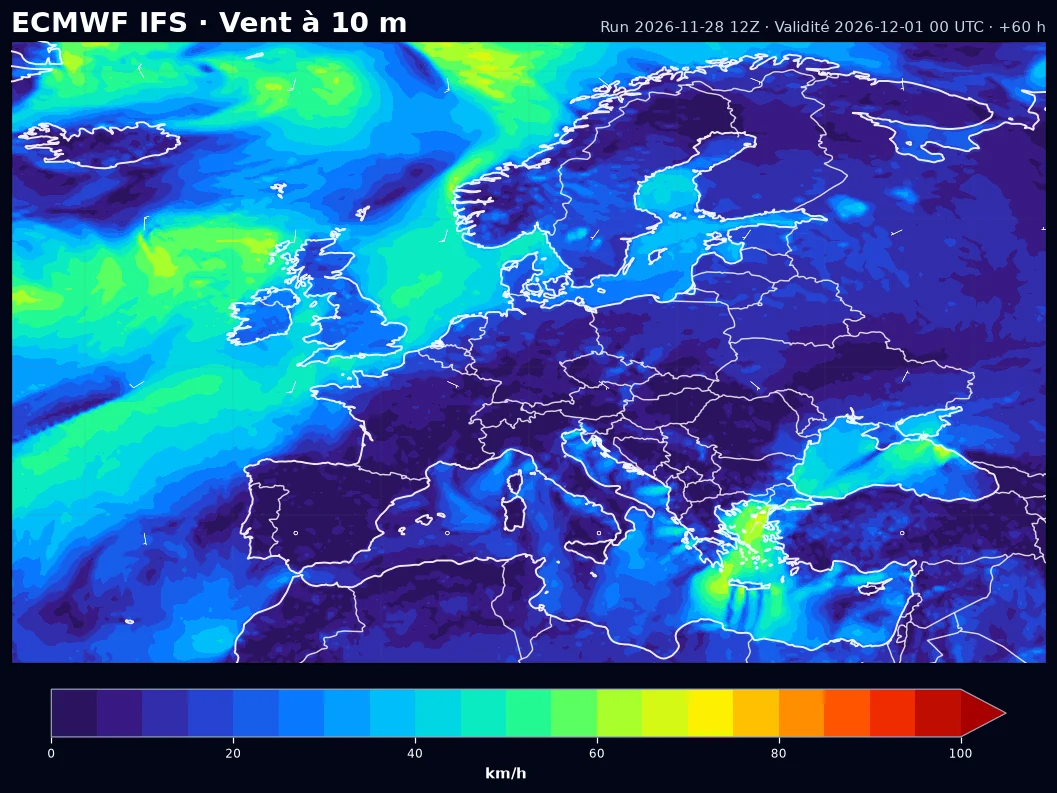 ECMWF IFS · Vent à 10 m
Run 2026-11-28 12Z · Validité 2026-12-01 00 UTC · +60 h
0 20 40 60 80 100
km/h